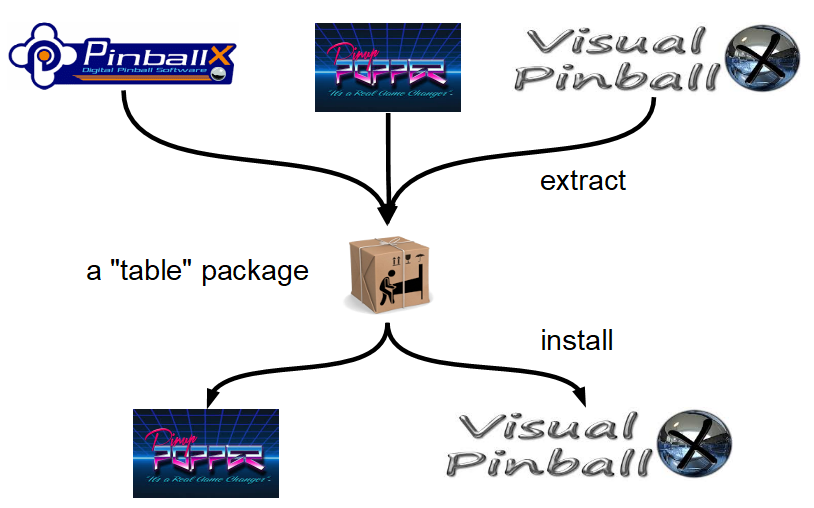 PinballX
Digital Pinball Software
Pinup
POPPER
"It's a Real Game Changer"-
Visual
Pinball X
extract
a "table" package
install
Pinup
POPPER
"It's a Real Game Changer"-
Visual
Pinball X